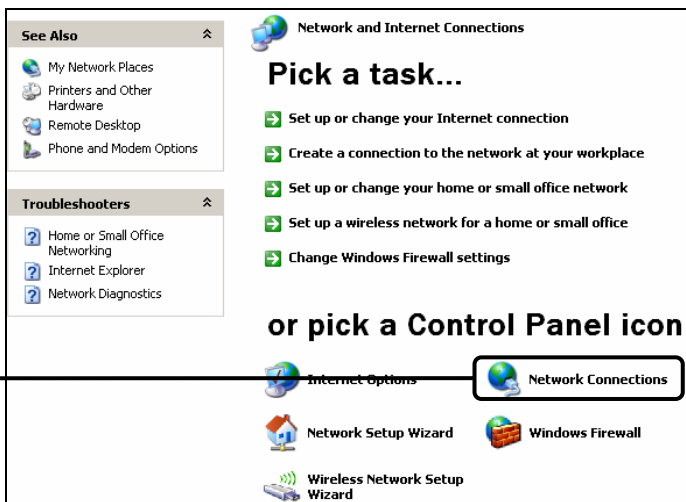 See Also
My Network Places
Printers and Other
Hardware
Remote Desktop
Phone and Modem Options
Troubleshooters
Home or Small Office
Networking
Internet Explorer
Network Diagnostics
Network and Internet Connections
Pick a task...
Set up or change your Internet connection
Create a connection to the network at your workplace
Set up or change your home or small office network
Set up a wireless network for a home or small office
Change Windows Firewall settings
or pick a Control Panel icon
Internet Options
Network Connections
Network Setup Wizard
Windows Firewall
Wireless Network Setup
Wizard